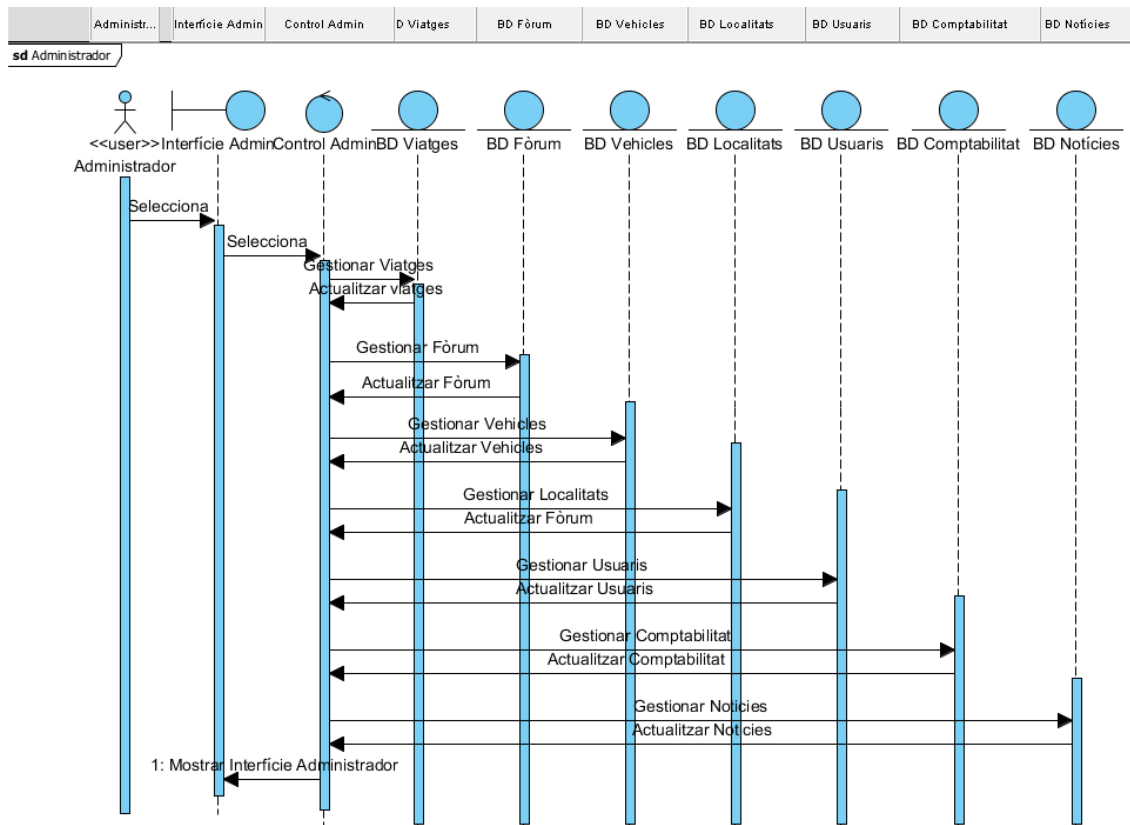 Administr...
Interfície Admin
Control Admin
D Viatges
BD Fòrum
BD Vehicles
BD Localitats
BD Usuaris
BD Comptabilitat
BD Notícies
sd Administrador
<<user>>
Administrador
Interfície Admin
Control Admin
BD Viatges
BD Fòrum
BD Vehicles
BD Localitats
BD Usuaris
BD Comptabilitat
BD Notícies
Selecciona
Selecciona
Gestionar Viatges
Actualitzar viatges
Gestionar Fòrum
Actualitzar Fòrum
Gestionar Vehicles
Actualitzar Vehicles
Gestionar Localitats
Actualitzar Fòrum
Gestionar Usuaris
Actualitzar Usuaris
Gestionar Comptabilitat
Actualitzar Comptabilitat
Gestionar Noticies
Actualitzar Noticies
1: Mostrar Interfície Administrador